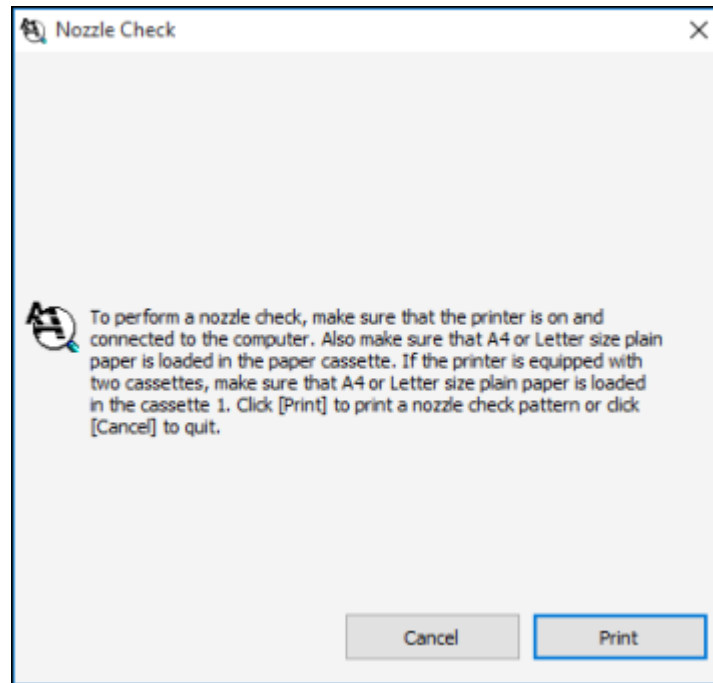 Nozzle Check
To perform a nozzle check, make sure that the printer is on and
connected to the computer. Also make sure that A4 or Letter size plain
paper is loaded in the paper cassette. If the printer is equipped with
two cassettes, make sure that A4 or Letter size plain paper is loaded
in the cassette 1. Click [Print] to print a nozzle check pattern or click
[Cancel] to quit.
Cancel
Print